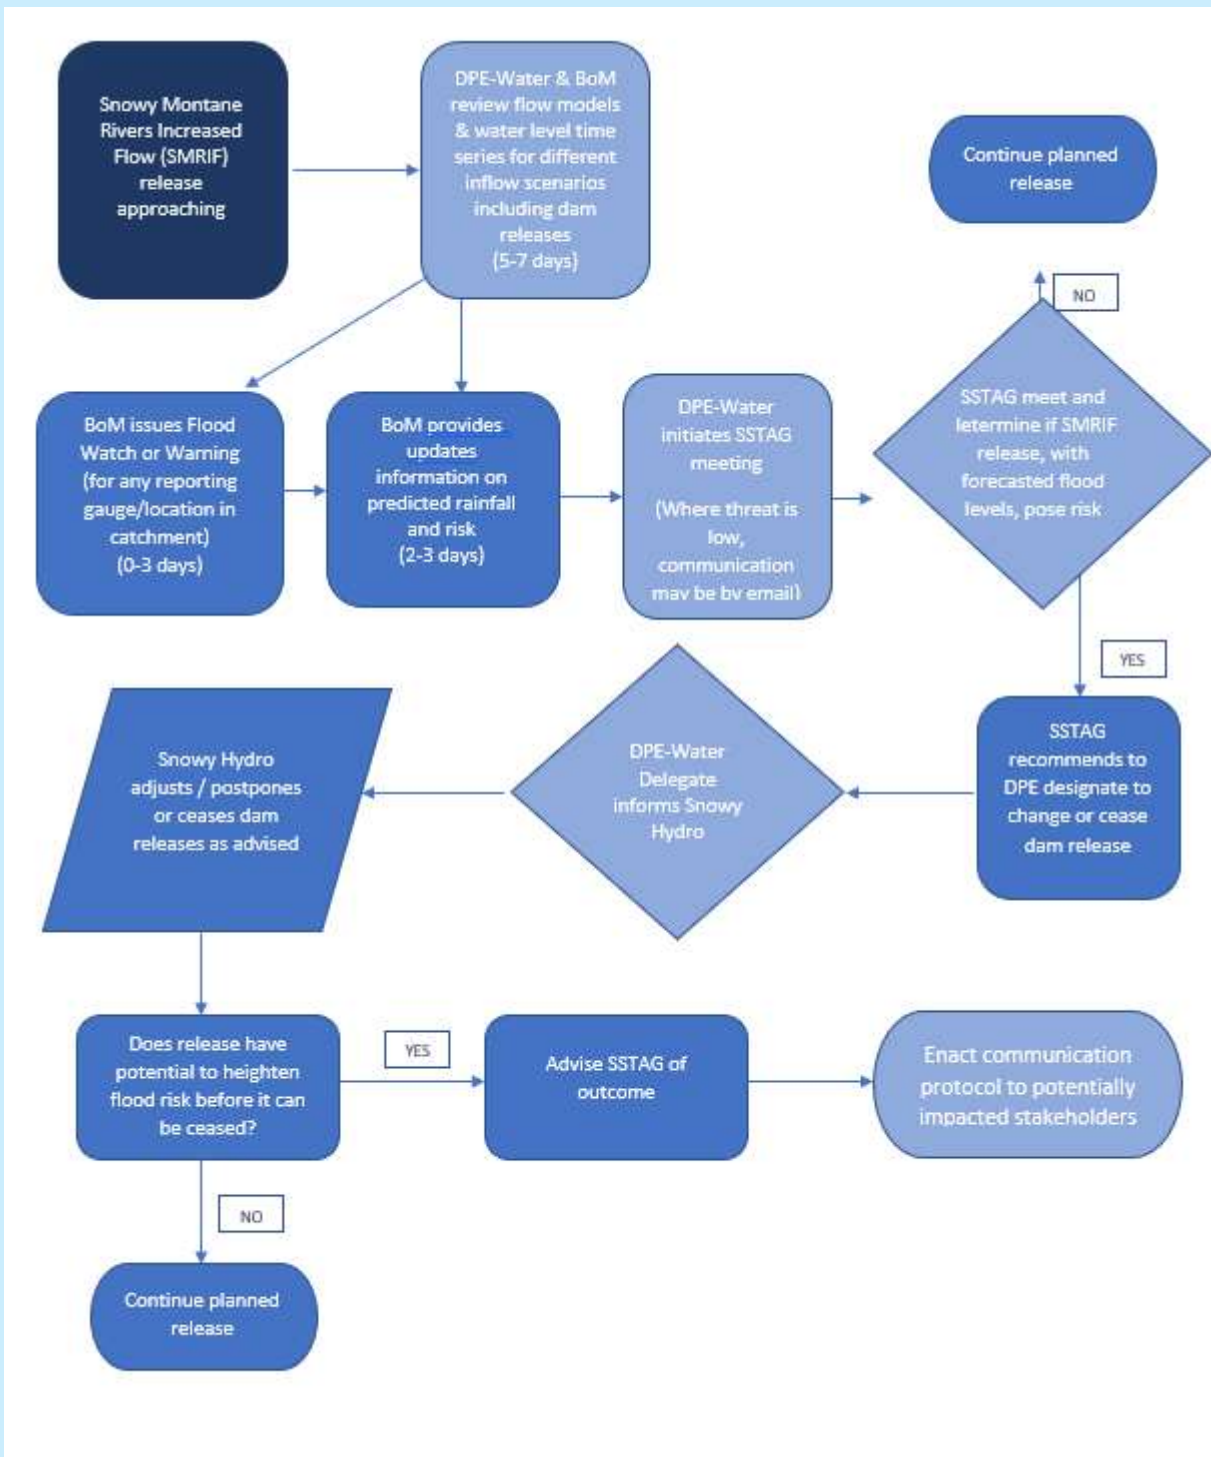 Snowy Montane
Rivers Increased
Flow (SMRIF)
release
approaching
DPE-Water & BoM
review flow models
& water level time
series for different
inflow scenarios
including dam
releases
(5-7 days)
Continue planned
release
NO
BoM issues Flood
Watch or Warning
(for any reporting
gauge/location in
catchment)
(0-3 days)
BoM provides
updates
information on
predicted rainfall
and risk
(2-3 days)
DPE-Water
initiates SSTAG
meeting
(Where threat is
low,
communication
may be by email)
SSTAG meet and
letermine if SMRIF
release, with
forecasted flood
levels, pose risk
YES
SSTAG
recommends to
DPE designate to
change or cease
dam release
DPE-Water
Delegate
informs Snowy
Hydro
Snowy Hydro
adjusts / postpones
or ceases dam
releases as advised
Does release have
potential to heighten
flood risk before it can
be ceased?
YES
Advise SSTAG of
outcome
Enact communication
protocol to potentially
impacted stakeholders
NO
Continue planned
release